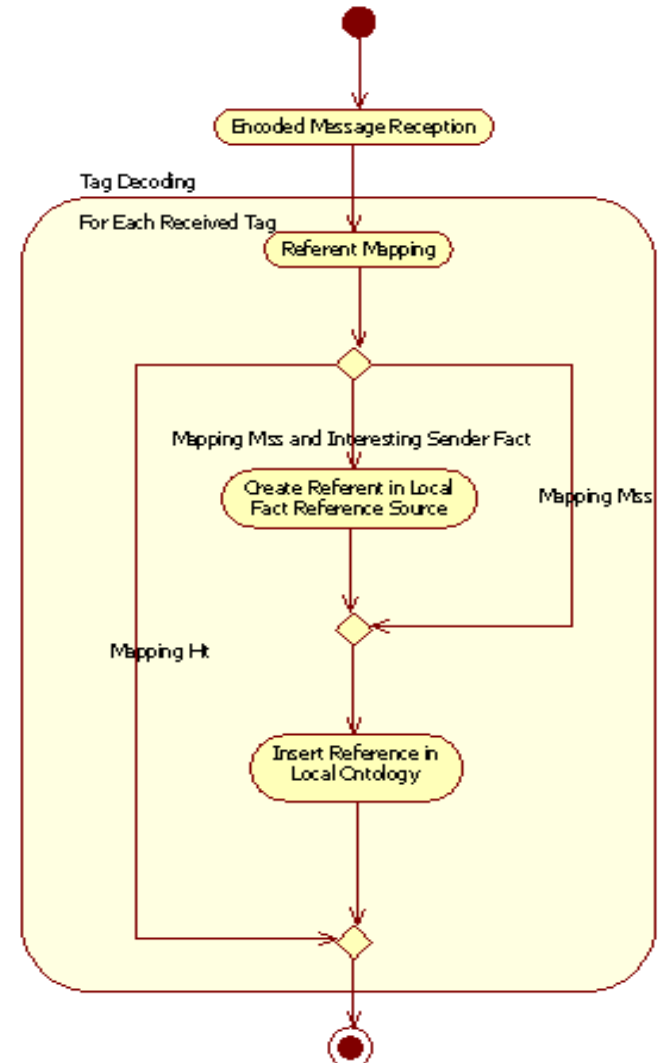 Encoded Message Reception
Tag Decoding
For Each Received Tag
Referent Mapping
Mapping Miss and Interesting Sender Fact
Create Referent in Local
Fact Reference Source
Mapping Miss
Mapping Hit
Insert Reference in
Local Ontology